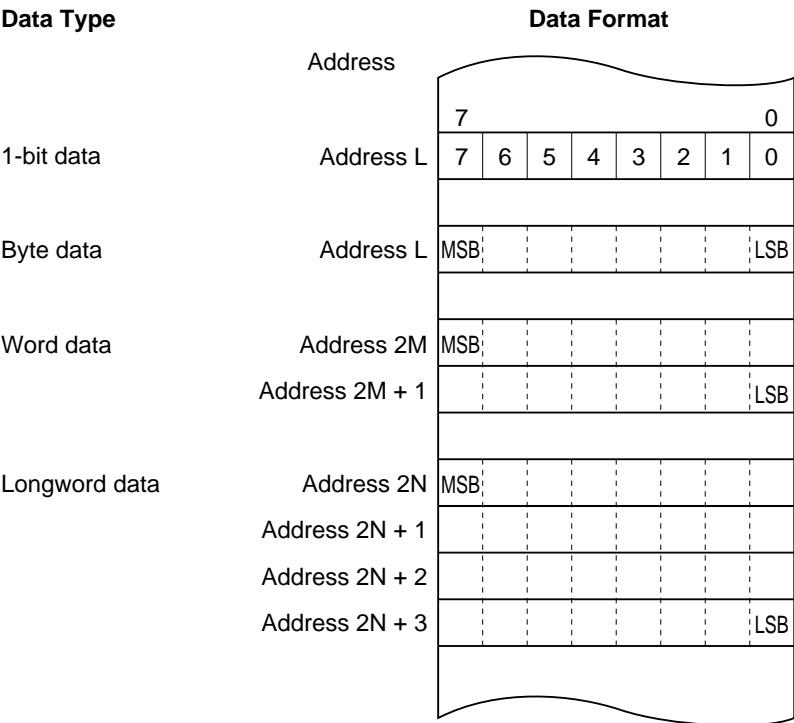 Data Type Data Format
Address
7 0
1-bit data Address L 7 6 5 4 3 2 1 0
Byte data Address L MSB LSB
Word data Address 2M MSB
Address 2M + 1 LSB
Longword data Address 2N MSB
Address 2N + 1
Address 2N + 2
Address 2N + 3 LSB